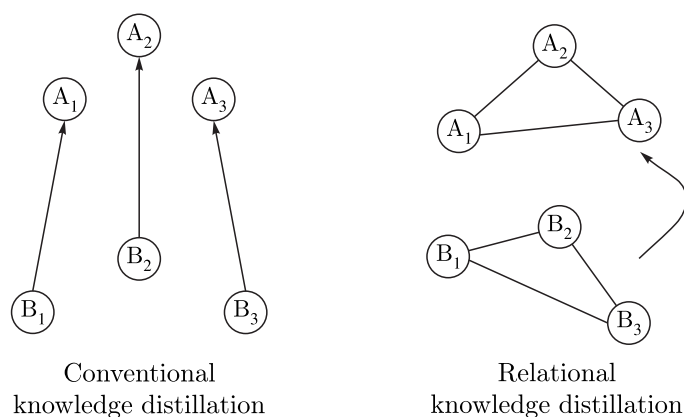 A2
A1
A3
B2
B1
B3
Conventional
knowledge distillation
A2
A1
A3
B2
B1
B3
Relational
knowledge distillation